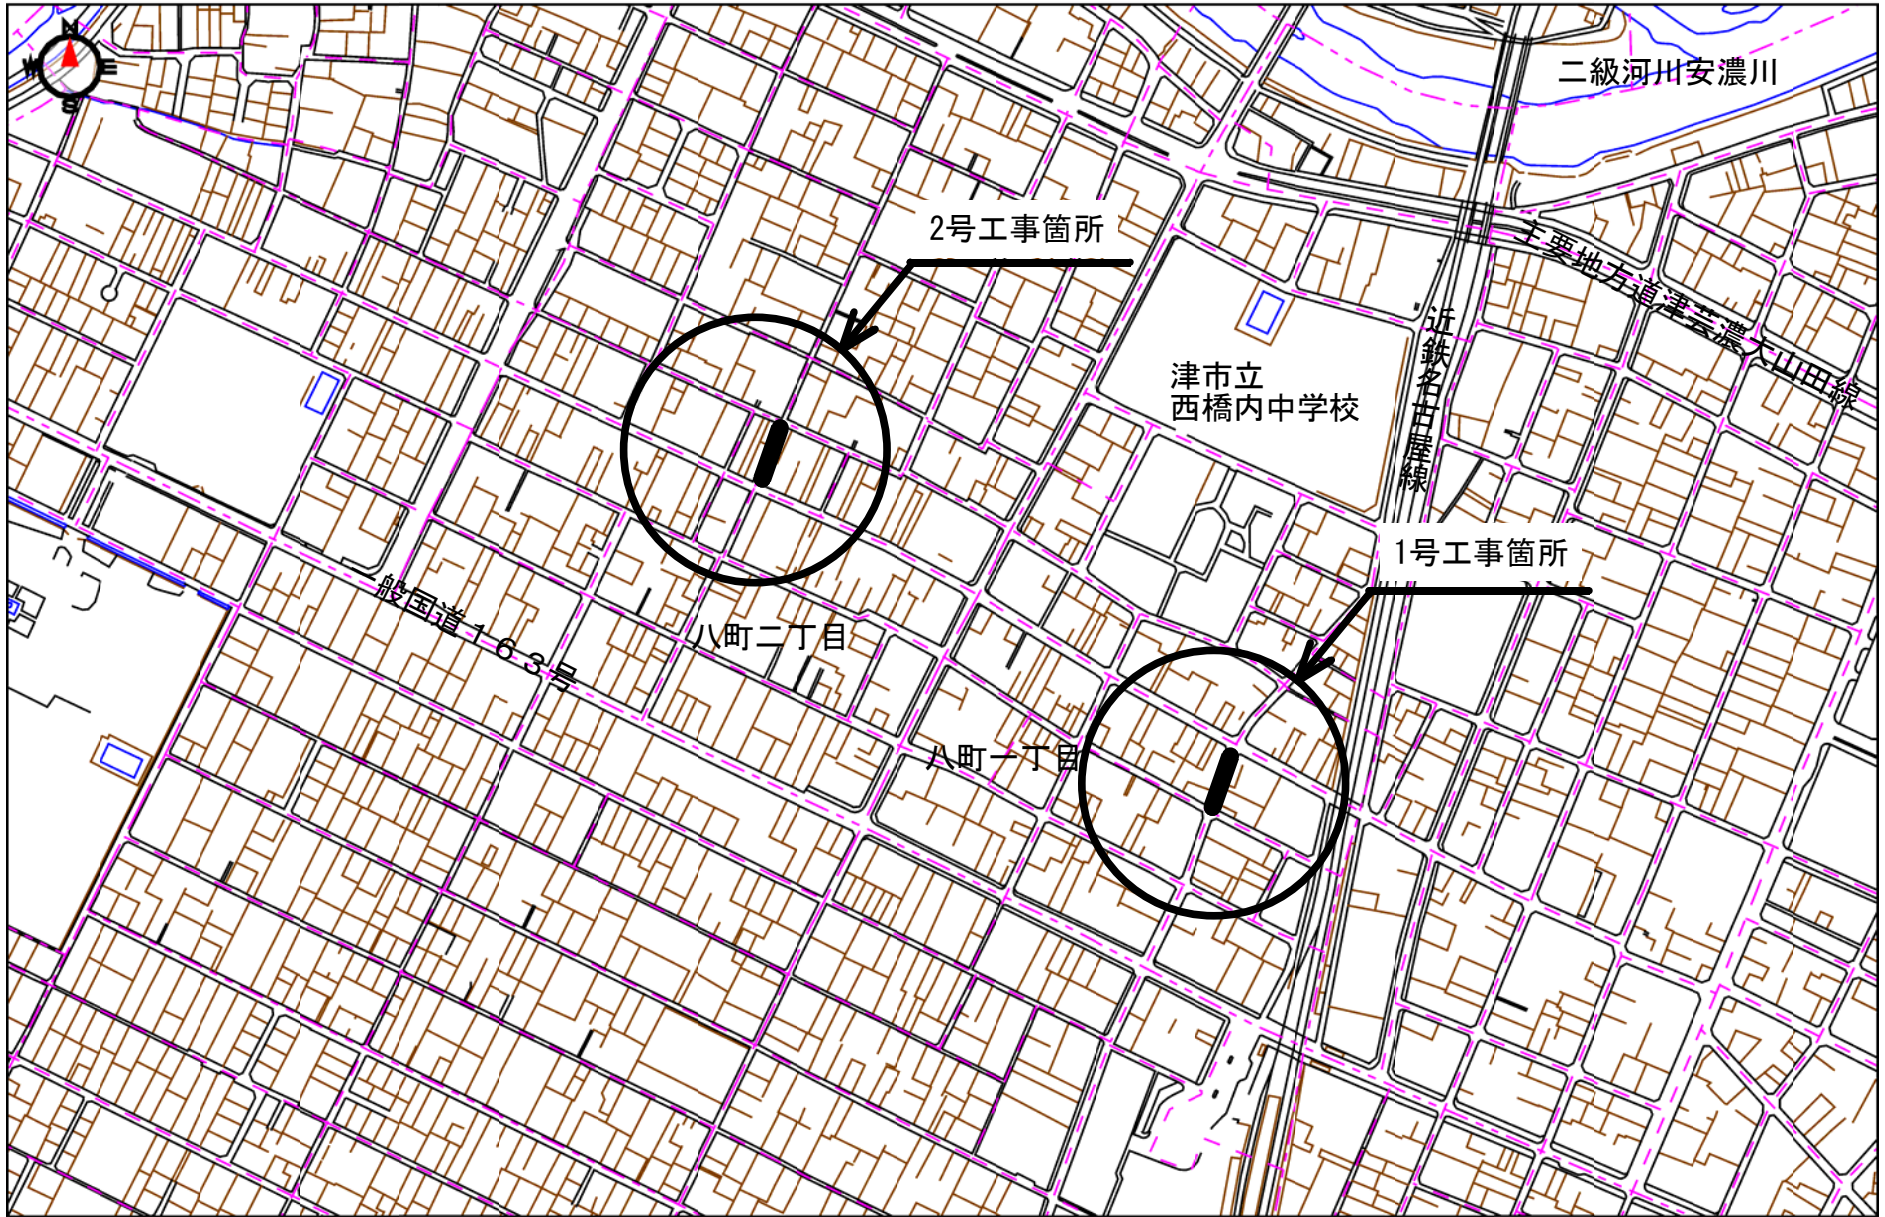 N
W E
S
二級河川安濃川
2号工事箇所
主要地方道津芸濃大山田線
近鉄名古屋線
津市立
西橋内中学校
1号工事箇所
一般国道163号
八町二丁目
八町一丁目